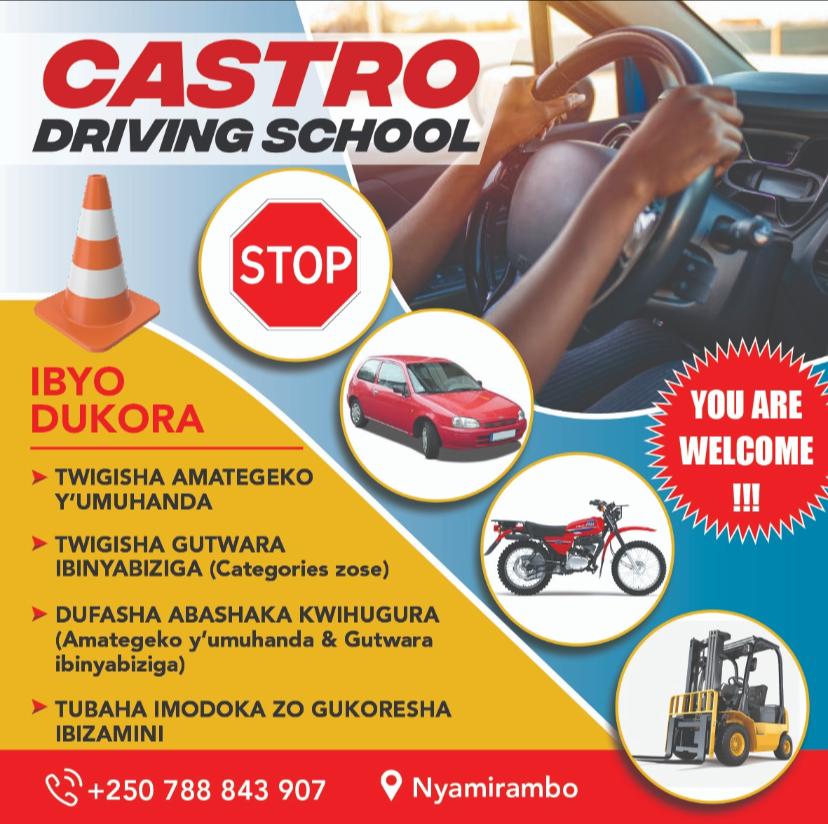 CASTRO
DRIVING SCHOOL
STOP
IBYO
DUKORA
TWIGISHA AMATEGEKO
Y'UMUHANDA
TWIGISHA GUTWARA
IBINYABIZIGA (Categories zose)
DUFASHA ABASHAKA KWIHUGURA
(Amategeko y'umuhanda & Gutwara
ibinyabiziga)
TUBAHA IMODOKA ZO GUKORESHA
IBIZAMINI
YOU ARE
WELCOME
!!!
+250 788 843 907
Nyamirambo